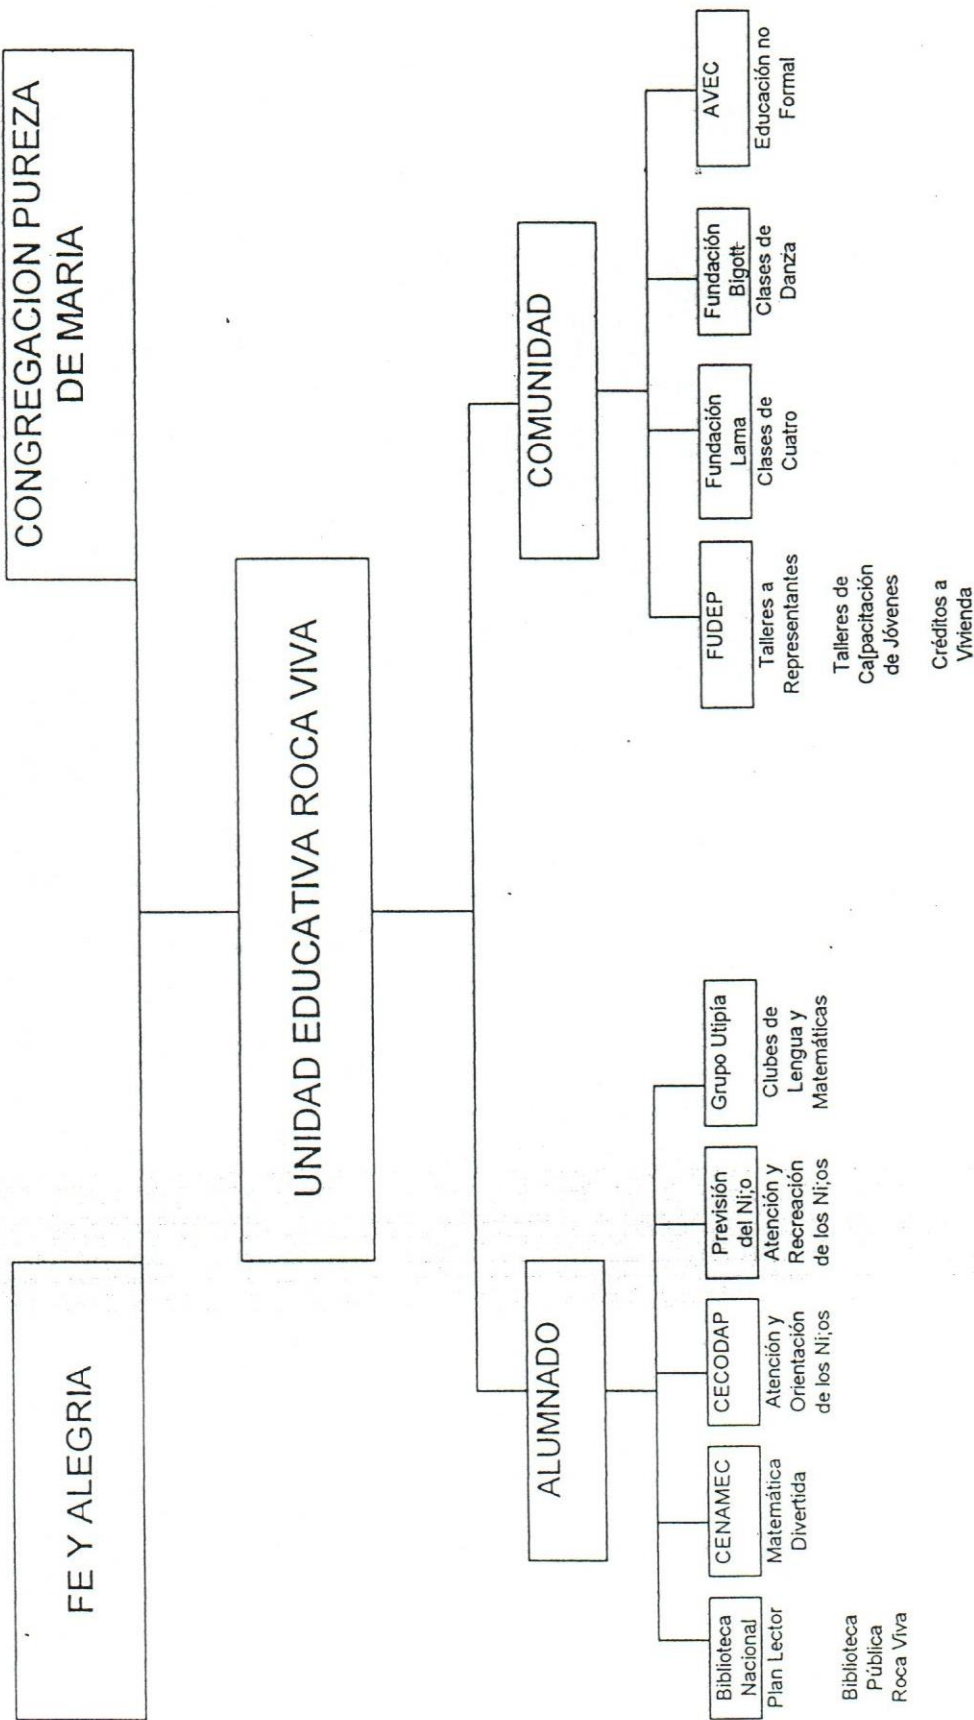 FE Y ALEGRIA
CONGREGACION PUREZA
DE MARIA
UNIDAD EDUCATIVA ROCA VIVA
ALUMNADO
COMUNIDAD
Biblioteca
Nacional
Plan Lector
Biblioteca
Pública
Roca Viva
CENAMEC
Matemática
Divertida
CECODAP
Atención y
Orientación
de los Ni;os
Previsión
del Ni;o
Atención y
Recreación
de los Ni;os
Grupo Utipía
Clubes de
Lengua y
Matemáticas
FUDEP
Talleres a
Representantes
Talleres de
Ca[pacitación
de Jóvenes
Créditos a
Vivienda
Fundación
Lama
Clases de
Cuatro
Fundación
Bigott
Clases de
Danza
AVEC
Educación no
Formal